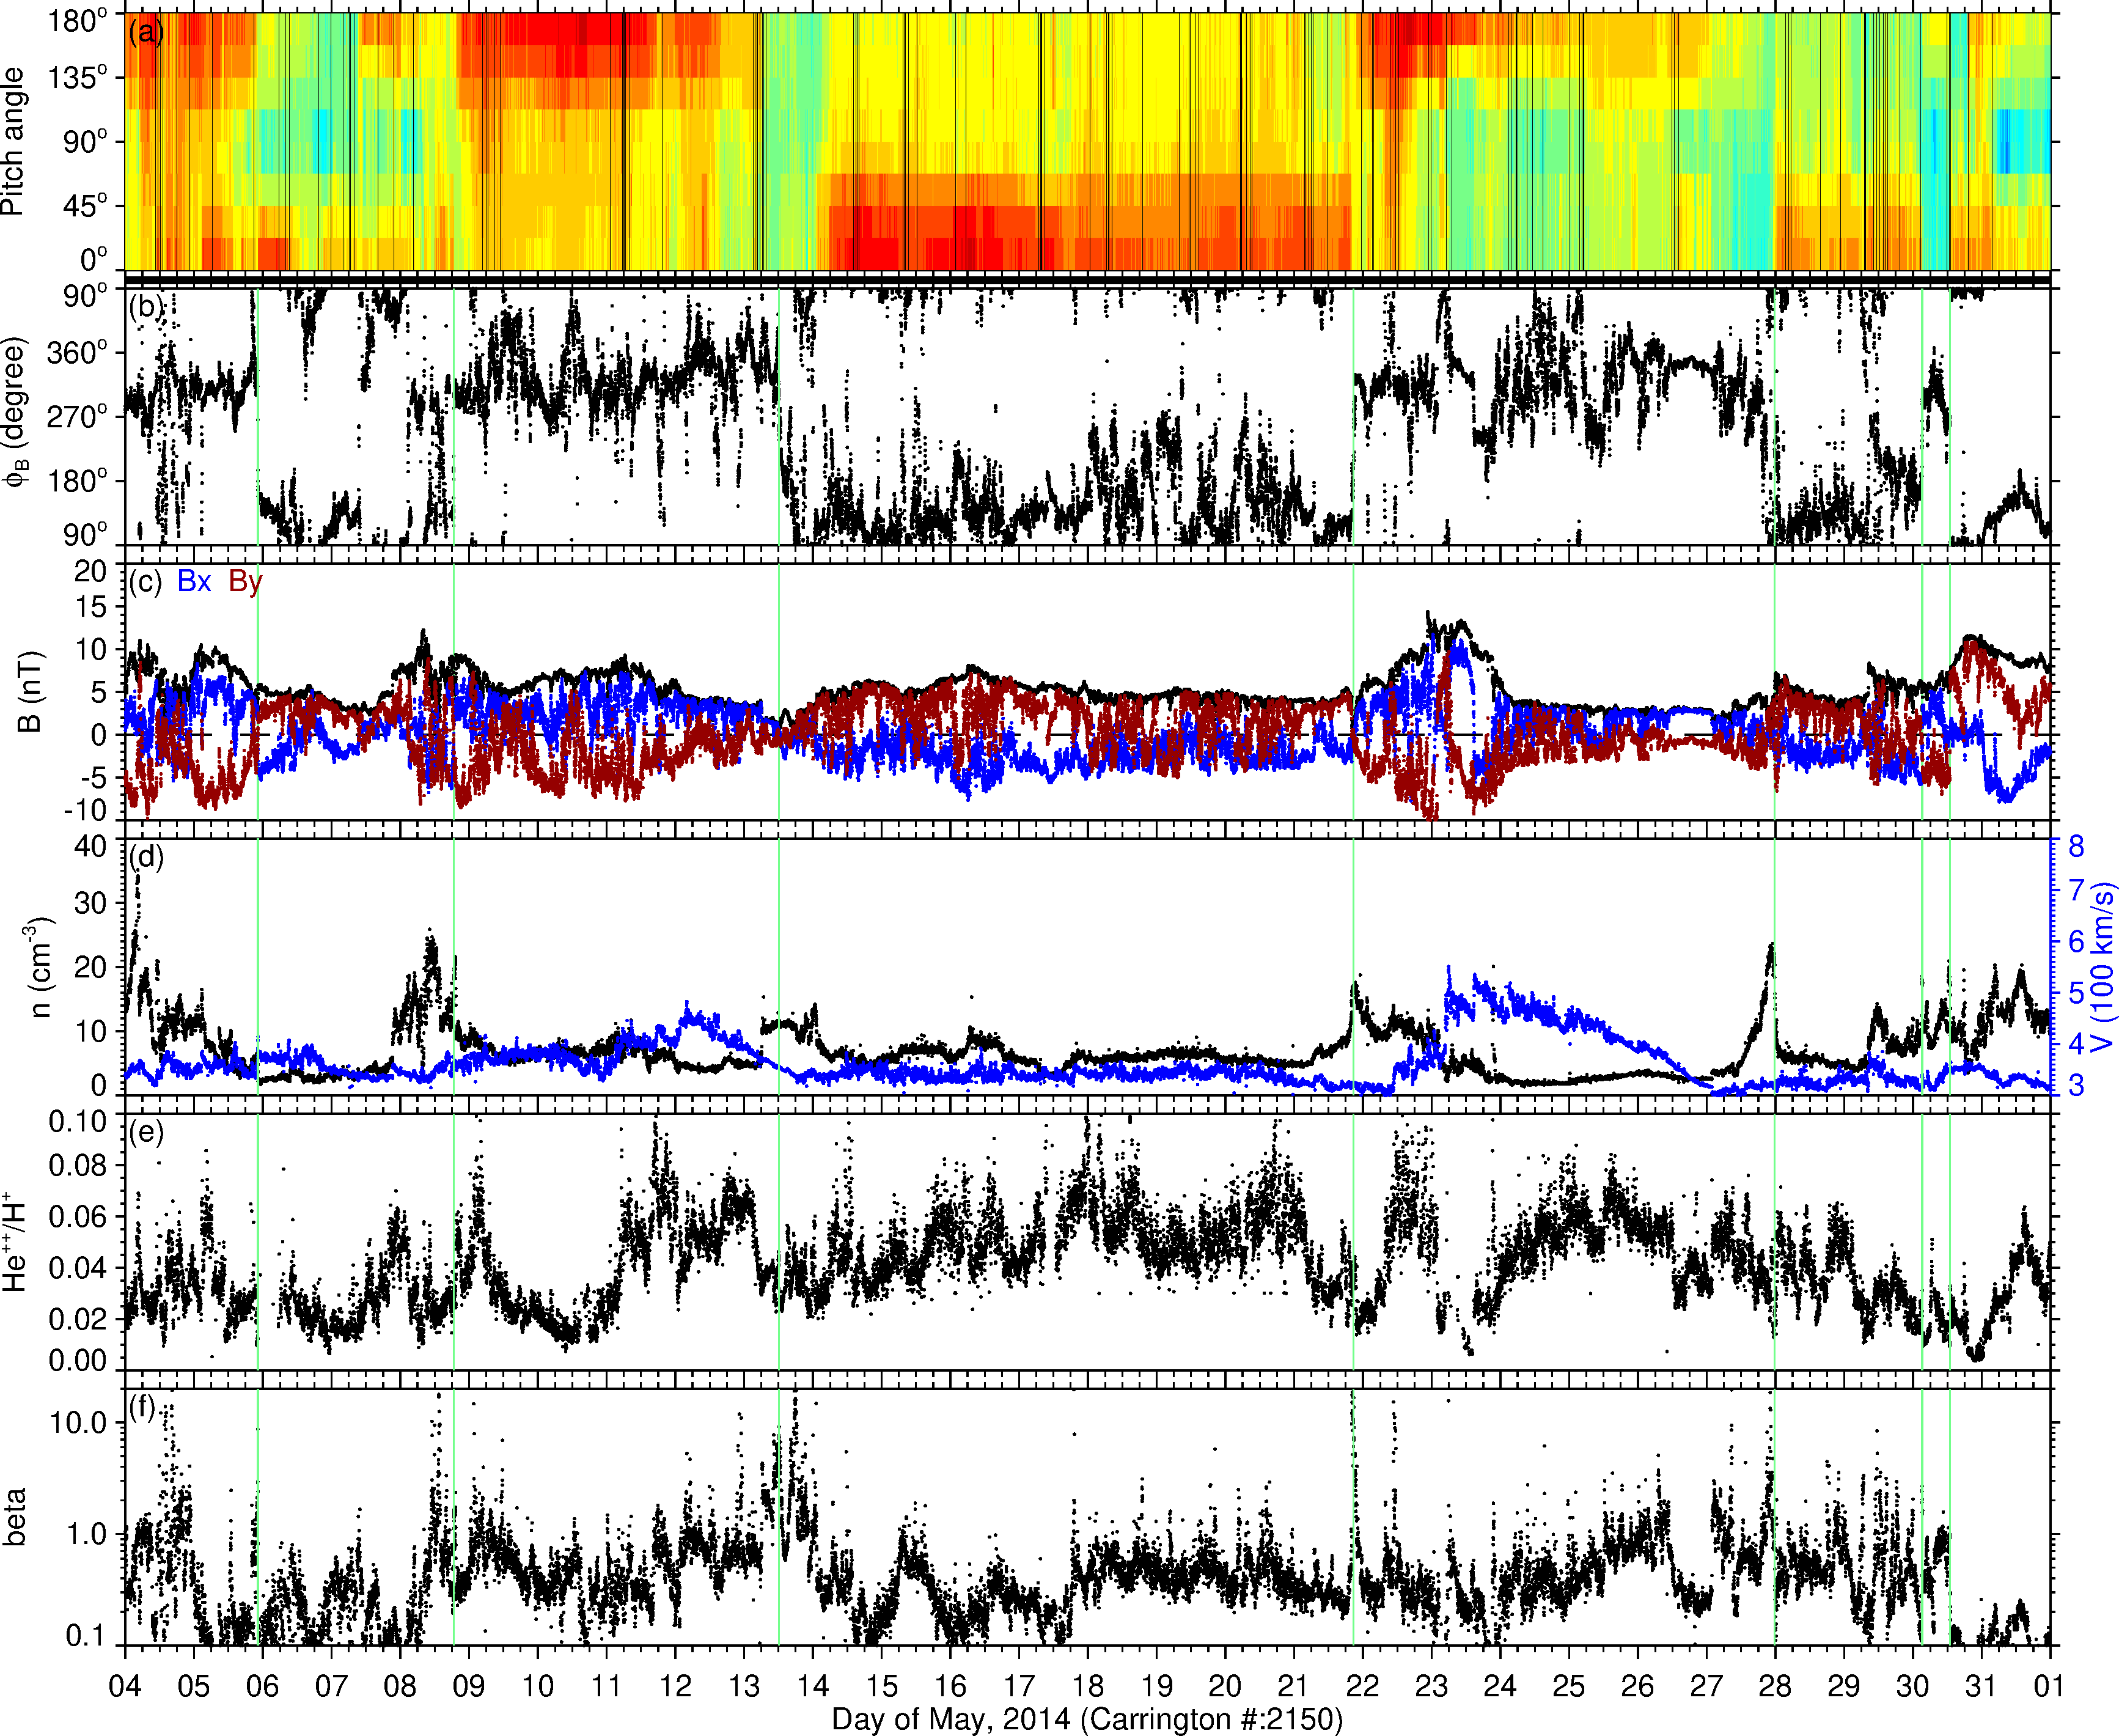 (a)
180°
135°
90°
45°
0°
Pitch angle
(b)
90°
360°
270°
180°
90°
ϕB (degree)
(c) Bx By
20
15
10
5
0
-5
-10
B (nT)
(d)
40
30
20
10
0
n (cm-3)
8
7
6
5
4
3
V (100 km/s)
(e)
0.10
0.08
0.06
0.04
0.02
0.00
He++/H+
(f)
10.0
1.0
0.1
beta
04 05 06 07 08 09 10 11 12 13 14 15 16 17 18 19 20 21 22 23 24 25 26 27 28 29 30 31 01
Day of May, 2014 (Carrington #:2150)